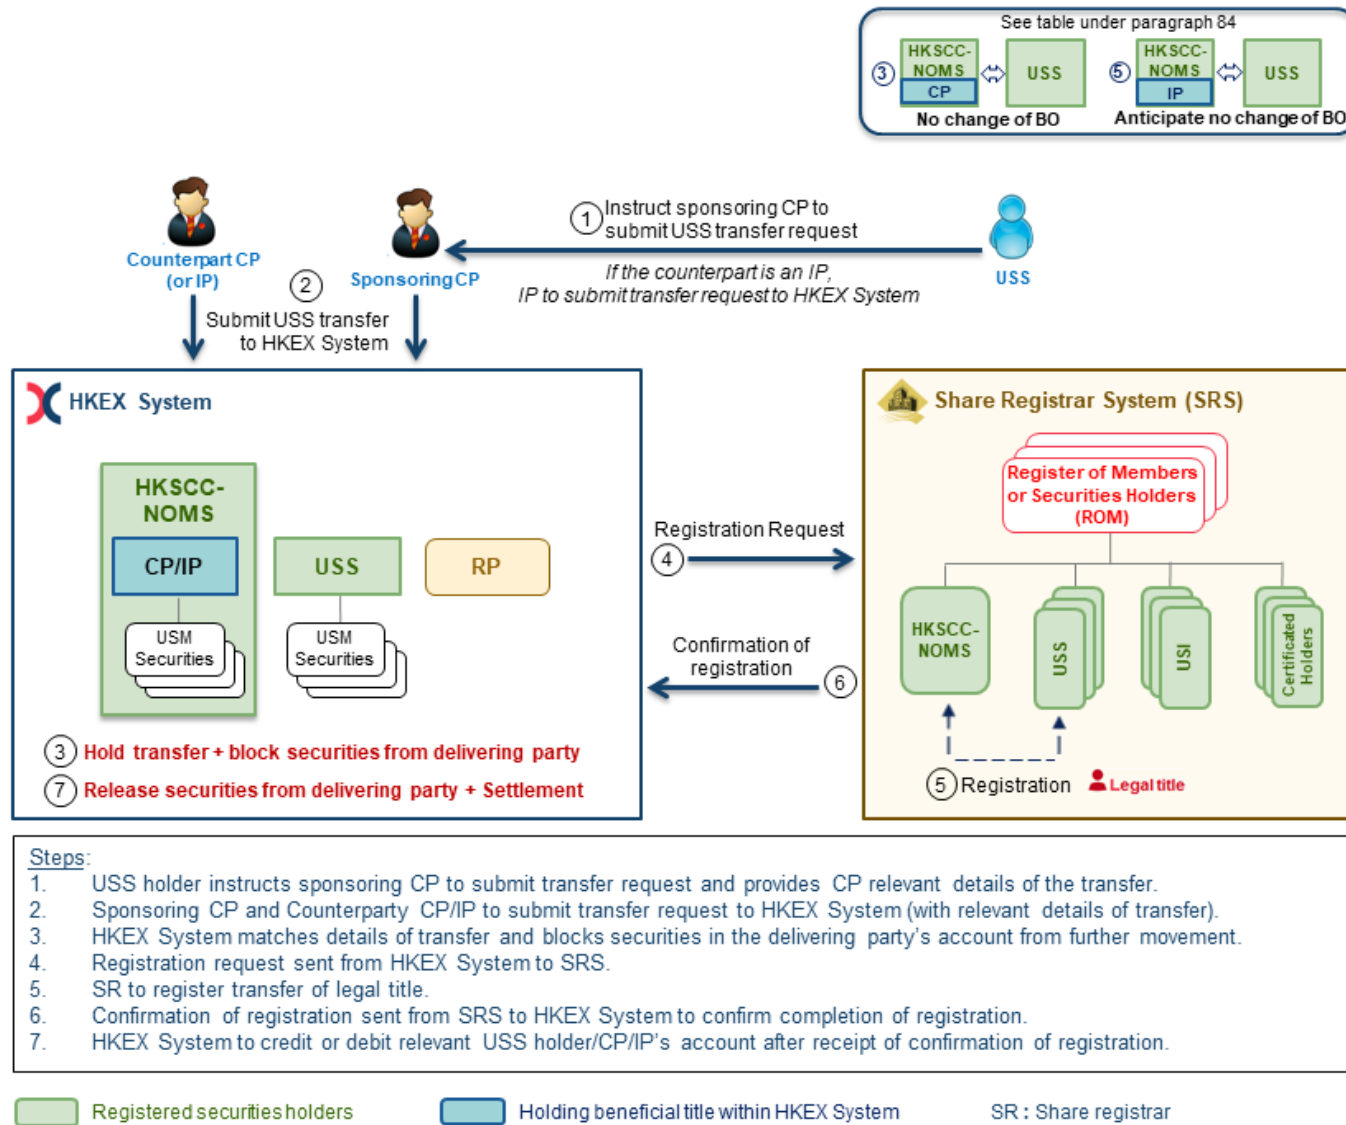 See table under paragraph 84
3
HKSCC-
NOMS
CP
USS
No change of BO
5
HKSCC-
NOMS
IP
USS
Anticipate no change of BO
Counterpart CP
(or IP)
Sponsoring CP
1
Instruct sponsoring CP to
submit USS transfer request
If the counterpart is an IP,
IP to submit transfer request to HKEX System
USS
2
Submit USS transfer
to HKEX System
HKEX System
HKSCC-
NOMS
CP/IP
USS
RP
USM
Securities
USM
Securities
3 Hold transfer + block securities from delivering party
7 Release securities from delivering party + Settlement
Registration Request
4
Confirmation of
registration
6
Share Registrar System (SRS)
Register of Members
or Securities Holders
(ROM)
HKSCC-
NOMS
USS
USI
Certificated
Holders
5 Registration
Legal title
Steps:
1. USS holder instructs sponsoring CP to submit transfer request and provides CP relevant details of the transfer.
2. Sponsoring CP and Counterparty CP/IP to submit transfer request to HKEX System (with relevant details of transfer).
3. HKEX System matches details of transfer and blocks securities in the delivering party's account from further movement.
4. Registration request sent from HKEX System to SRS.
5. SR to register transfer of legal title.
6. Confirmation of registration sent from SRS to HKEX System to confirm completion of registration.
7. HKEX System to credit or debit relevant USS holder/CP/IP's account after receipt of confirmation of registration.
Registered securities holders
Holding beneficial title within HKEX System
SR : Share registrar